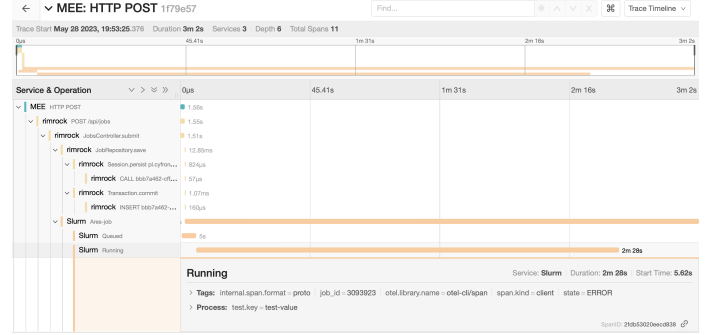 MEE: HTTP POST 1f79e57
Find...
Trace Timeline
Trace Start May 28 2023, 19:53:25.376 Duration 3m 2s Services 3 Depth 6 Total Spans 11
0μs 45.41s 1m 31s 2m 16s 3m 2s
Service & Operation 0μs 45.41s 1m 31s 2m 16s 3m 2s
MEE HTTP POST 1.58s
rimrock POST /api/jobs 1.55s
rimrock JobsController.submit 1.51s
rimrock JobRepository.save 12.85ms
rimrock Session.persist pl.cyfron... 824μs
rimrock CALL bbb7a462-cff... 57μs
rimrock Transaction.commit 1.07ms
rimrock INSERT bbb7a462-... 160μs
Slurm Ares-job
Slurm Queued 5s
Slurm Running 2m 28s
Running Service: Slurm Duration: 2m 28s Start Time: 5.62s
Tags: internal.span.format = proto job_id = 3093923 otel.library.name = otel-cli/span span.kind = client state = ERROR
Process: test.key = test-value
SpanID: 2fdb53020eecd838